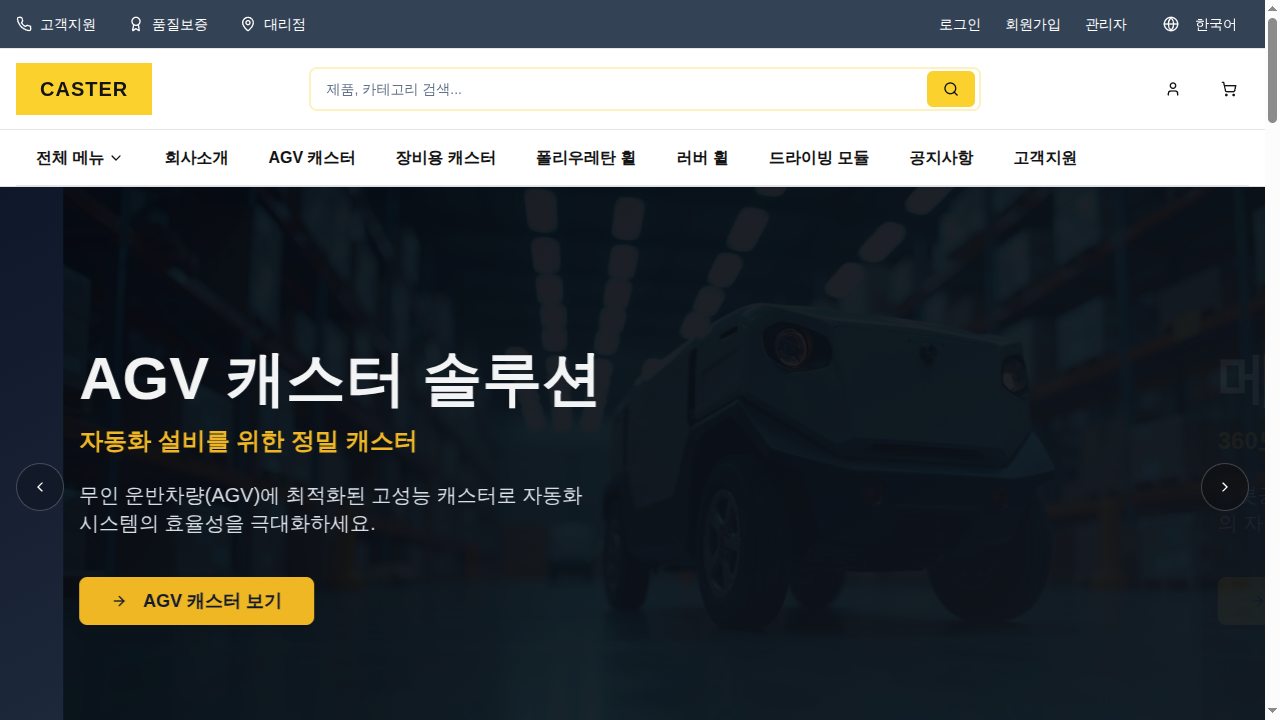 고객지원
품질보증
대리점
로그인
회원가입
관리자
한국어
CASTER
제품, 카테고리 검색...
전체 메뉴
회사소개
AGV 캐스터
장비용 캐스터
폴리우레탄 휠
러버 휠
드라이빙 모듈
공지사항
고객지원
AGV 캐스터 솔루션
자동화 설비를 위한 정밀 캐스터
무인 운반차량(AGV)에 최적화된 고성능 캐스터로 자동화
시스템의 효율성을 극대화하세요.
AGV 캐스터 보기
의 자